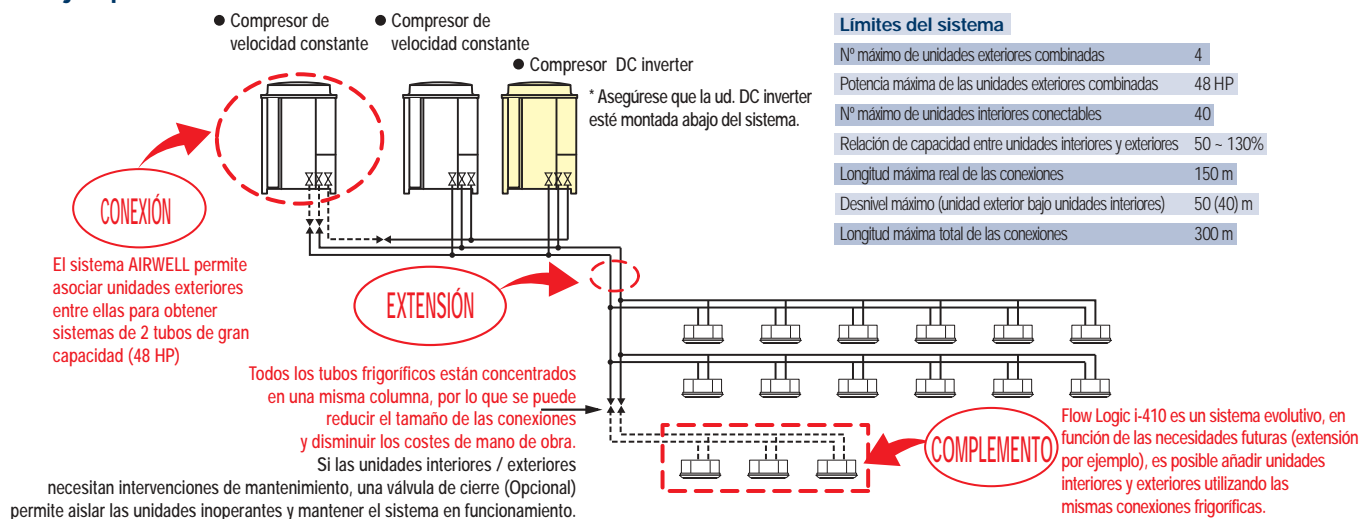 ● Compresor de
velocidad constante
● Compresor de
velocidad constante
● Compresor DC inverter
* Asegúrese que la ud. DC inverter
esté montada abajo del sistema.
Límites del sistema
Nº máximo de unidades exteriores combinadas 4
Potencia máxima de las unidades exteriores combinadas 48 HP
Nº máximo de unidades interiores conectables 40
Relación de capacidad entre unidades interiores y exteriores 50 ~ 130%
Longitud máxima real de las conexiones 150 m
Desnivel máximo (unidad exterior bajo unidades interiores) 50 (40) m
Longitud máxima total de las conexiones 300 m
CONEXIÓN
El sistema AIRWELL permite
asociar unidades exteriores
entre ellas para obtener
sistemas de 2 tubos de gran
capacidad (48 HP)
EXTENSIÓN
Todos los tubos frigoríficos están concentrados
en una misma columna, por lo que se puede
reducir el tamaño de las conexiones
y disminuir los costes de mano de obra.
Si las unidades interiores / exteriores
necesitan intervenciones de mantenimiento, una válvula de cierre (Opcional)
permite aislar las unidades inoperantes y mantener el sistema en funcionamiento.
COMPLEMENTO
Flow Logic i-410 es un sistema evolutivo, en
función de las necesidades futuras (extensión
por ejemplo), es posible añadir unidades
interiores y exteriores utilizando las
mismas conexiones frigoríficas.